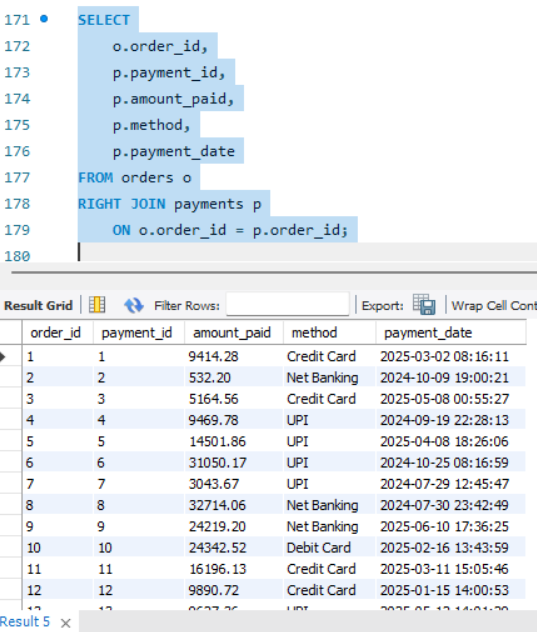 171 SELECT
172 o.order_id,
173 p.payment_id,
174 p.amount_paid,
175 p.method,
176 p.payment_date
177 FROM orders o
178 RIGHT JOIN payments p
179 ON o.order_id = p.order_id;
180
Result Grid Filter Rows: Export: Wrap Cell Cont
order_id payment_id amount_paid method payment_date
1 1 9414.28 Credit Card 2025-03-02 08:16:11
2 2 532.20 Net Banking 2024-10-09 19:00:21
3 3 5164.56 Credit Card 2025-05-08 00:55:27
4 4 9469.78 UPI 2024-09-19 22:28:13
5 5 14501.86 UPI 2025-04-08 18:26:06
6 6 31050.17 UPI 2024-10-25 08:16:59
7 7 3043.67 UPI 2024-07-29 12:45:47
8 8 32714.06 Net Banking 2024-07-30 23:42:49
9 9 24219.20 Net Banking 2025-06-10 17:36:25
10 10 24342.52 Debit Card 2025-02-16 13:43:59
11 11 16196.13 Credit Card 2025-03-11 15:05:46
12 12 9890.72 Credit Card 2025-01-15 14:00:53
Result 5